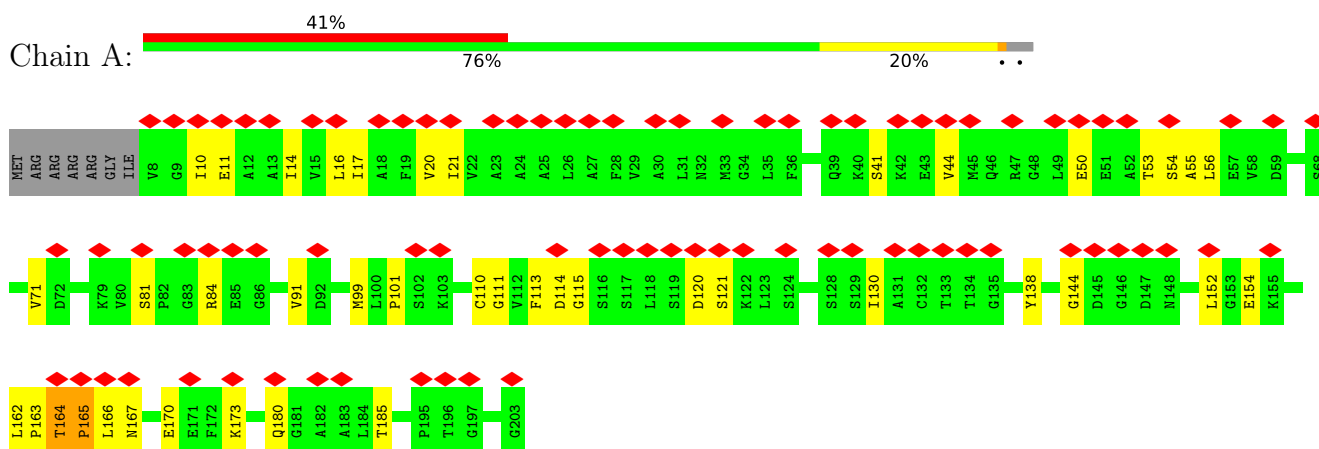 41%
Chain A:
76% 20% • •
MET ARG ARG ARG ARG GLY ILE V8 G9 I10 E11 A12 A13 I14 V15 L16 I17 A18 F19 V20 I21 V22 A23 A24 A25 L26 A27 F28 V29 A30 L31 N32 M33 G34 L35 F36 Q39 K40 S41 K42 E43 V44 M45 Q46 R47 G48 L49 E50 E51 A52 T53 S54 A55 L56 E57 V58 D59 S68
V71 D72 K79 V80 S81 P82 G83 R84 E85 G86 V91 D92 M99 L100 P101 S102 K103 C110 G111 V112 F113 D114 G115 S116 S117 L118 S119 D120 S121 K122 L123 S124 S128 S129 I130 A131 C132 T133 T134 G135 Y138 G144 D145 G146 D147 N148 L152 G153 E154 K155
L162 P163 T164 P165 L166 N167 E170 E171 F172 K173 Q180 G181 A182 A183 L184 T185 P195 T196 G197 G203